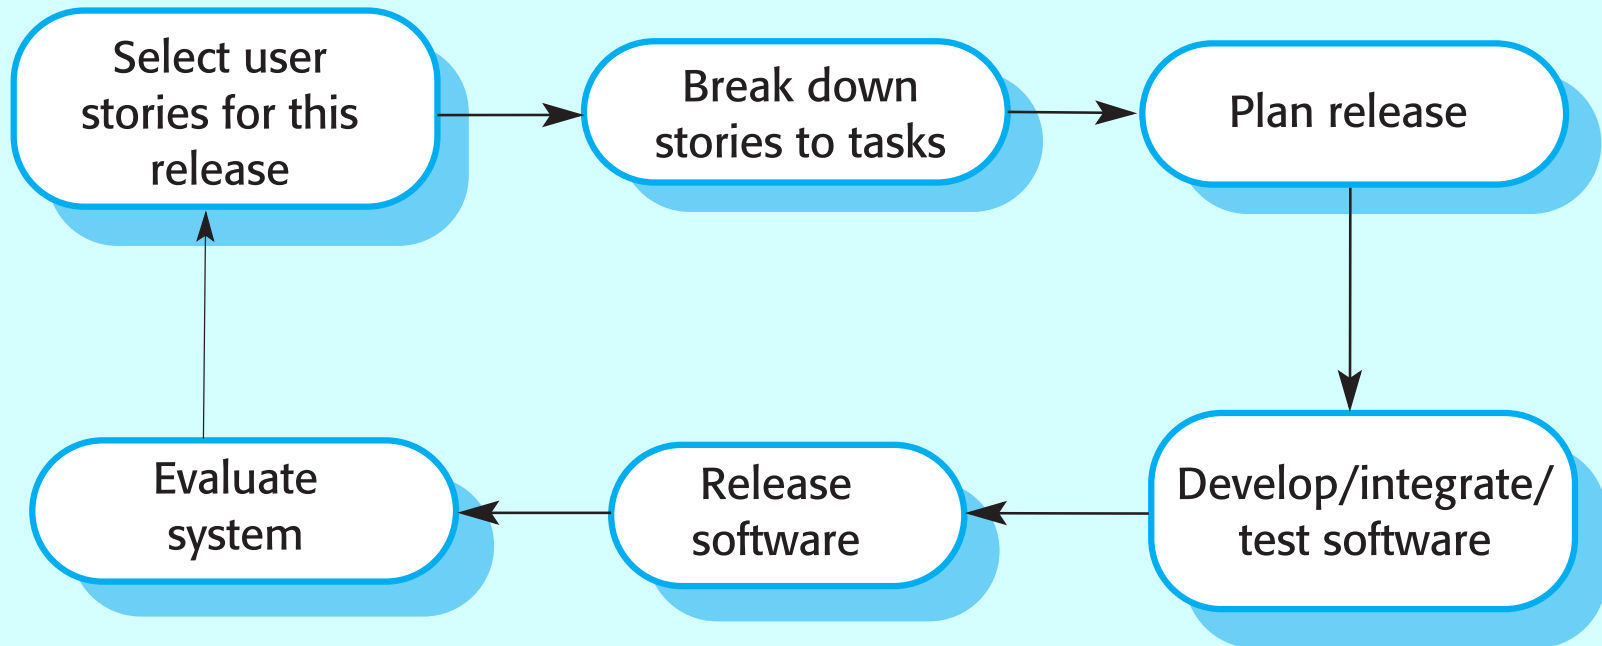 Select user
stories for this
release
Break down
stories to tasks
Plan release
Evaluate
system
Release
software
Develop/integrate/
test software